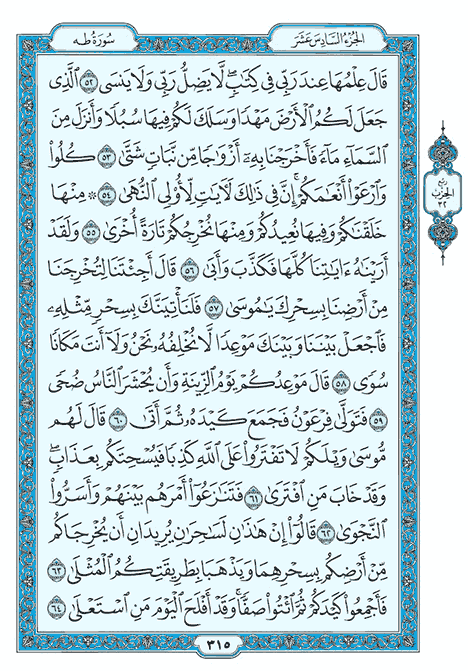 الجزء السادس عشر
سورة طه
قَالَ عِلْمُهَا عِندَ رَبِّي فِي كِتَٰبٖۖ لَّا يَضِلُّ رَبِّي وَلَا يَنسَى ٥٢ ٱلَّذِي
جَعَلَ لَكُمُ ٱلۡأَرۡضَ مَهۡدٗا وَسَلَكَ لَكُمۡ فِيهَا سُبُلٗا وَأَنزَلَ مِنَ
ٱلسَّمَآءِ مَآءٗ فَأَخۡرَجۡنَا بِهِۦٓ أَزۡوَٰجٗا مِّن نَّبَاتٖ شَتَّىٰ ٥٣ كُلُواْ
وَٱرۡعَوۡاْ أَنۡعَٰمَكُمۡۚ إِنَّ فِي ذَٰلِكَ لَأٓيَٰتٖ لِّأُوْلِي ٱلنُّهَىٰ ٥٤ ۞ مِنۡهَا
خَلَقۡنَٰكُمۡ وَفِيهَا نُعِيدُكُمۡ وَمِنۡهَا نُخۡرِجُكُمۡ تَارَةً أُخۡرَىٰ ٥٥ وَلَقَدۡ
أَرَيۡنَٰهُ ءَايَٰتِنَا كُلَّهَا فَكَذَّبَ وَأَبَىٰ ٥٦ قَالَ أَجِئۡتَنَا لِتُخۡرِجَنَا
مِنۡ أَرۡضِنَا بِسِحۡرِكَ يَٰمُوسَىٰ ٥٧ فَلَنَأۡتِيَنَّكَ بِسِحۡرٖ مِّثۡلِهِۦ
فَٱجۡعَلۡ بَيۡنَنَا وَبَيۡنَكَ مَوۡعِدٗا لَّا نُخۡلِفُهُۥ نَحۡنُ وَلَآ أَنتَ مَكَانٗا
سُوٗى ٥٨ قَالَ مَوۡعِدُكُمۡ يَوۡمُ ٱلزِّينَةِ وَأَن يُحۡشَرَ ٱلنَّاسُ ضُحٗى
٥٩ فَتَوَلَّىٰ فِرۡعَوۡنُ فَجَمَعَ كَيۡدَهُۥ ثُمَّ أَتَىٰ ٦٠ قَالَ لَهُم
مُّوسَىٰ وَيۡلَكُمۡ لَا تَفۡتَرُواْ عَلَى ٱللَّهِ كَذِبٗا فَيُسۡحِتَكُم بِعَذَابٖۖ
وَقَدۡ خَابَ مَنِ ٱفۡتَرَىٰ ٦١ فَتَنَٰزَعُوٓاْ أَمۡرَهُم بَيۡنَهُمۡ وَأَسَرُّواْ
ٱلنَّجۡوَىٰ ٦٢ قَالُوٓاْ إِنۡ هَٰذَٰنِ لَسَٰحِرَٰنِ يُرِيدَانِ أَن يُخۡرِجَاكُم
مِّنۡ أَرۡضِكُم بِسِحۡرِهِمَا وَيَذۡهَبَا بِطَرِيقَتِكُمُ ٱلۡمُثۡلَىٰ ٦٣
فَأَجۡمِعُواْ كَيۡدَكُمۡ ثُمَّ ٱئۡتُواْ صَفّٗاۚ وَقَدۡ أَفۡلَحَ ٱلۡيَوۡمَ مَنِ ٱسۡتَعۡلَىٰ ٦٤
ربع
الحزب
٣٢
٣١٥